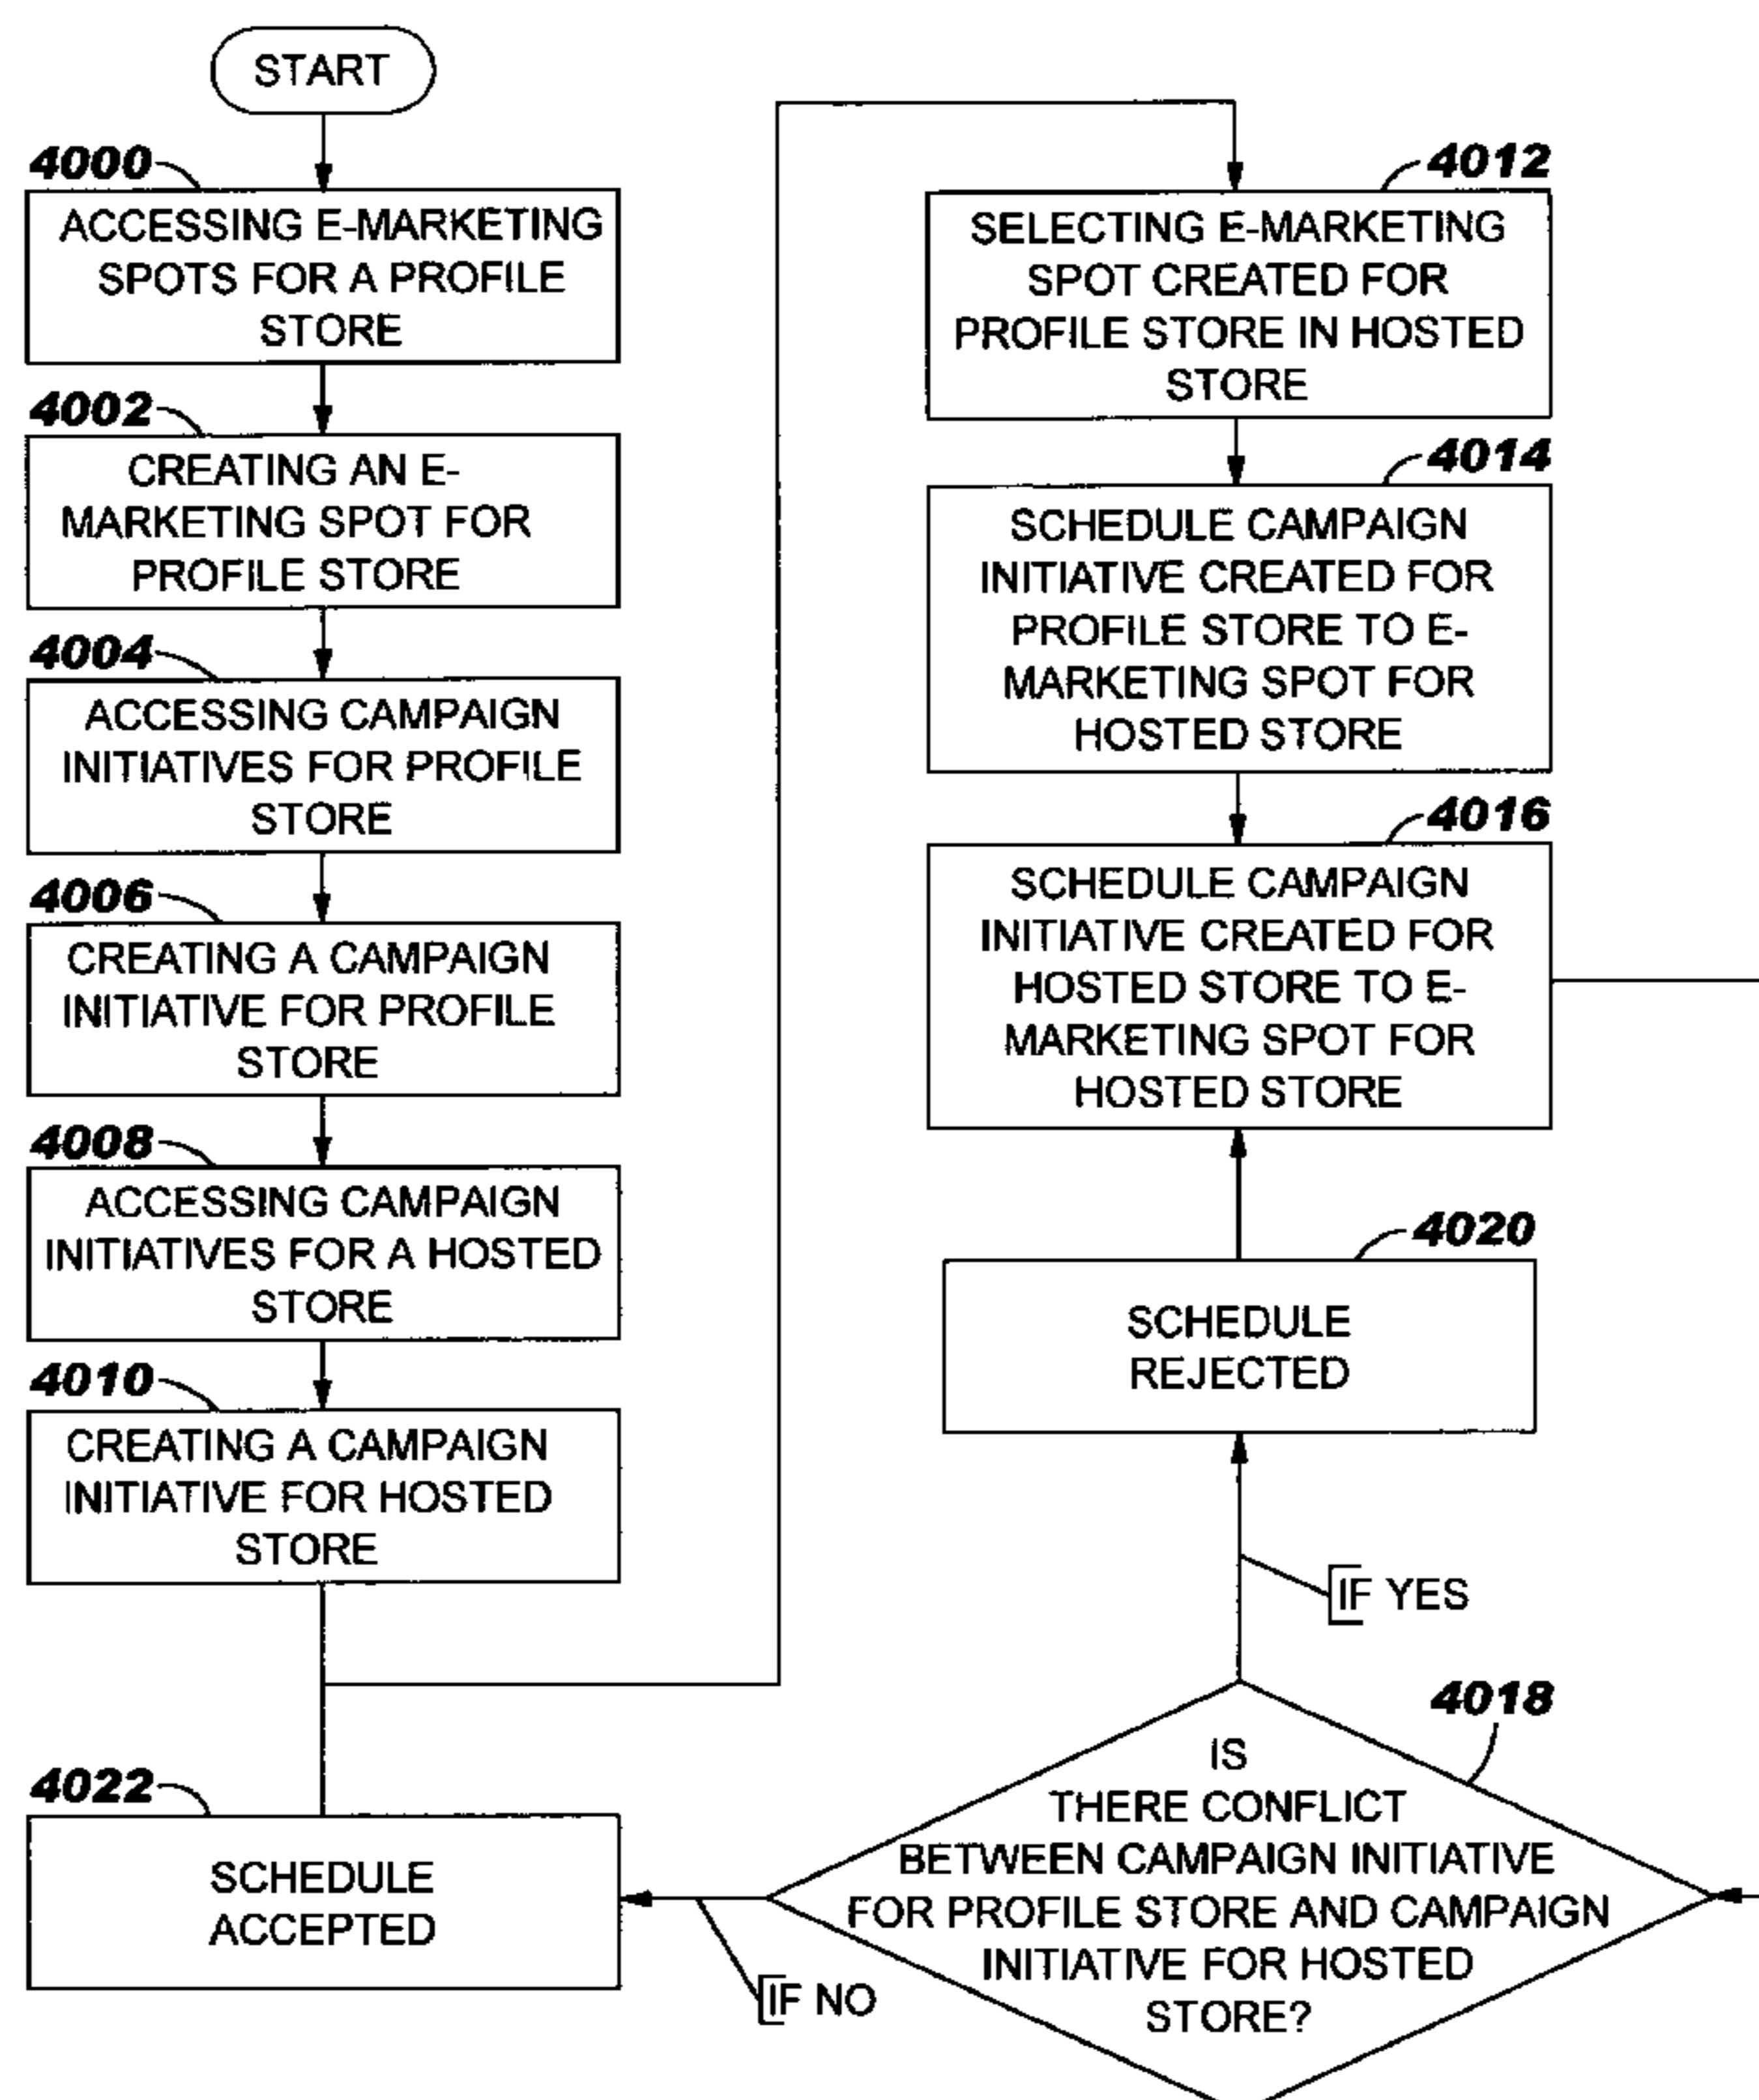 START
4000
ACCESSING E-MARKETING
SPOTS FOR A PROFILE
STORE
4002
CREATING AN E-
MARKETING SPOT FOR
PROFILE STORE
4004
ACCESSING CAMPAIGN
INITIATIVES FOR PROFILE
STORE
4006
CREATING A CAMPAIGN
INITIATIVE FOR PROFILE
STORE
4008
ACCESSING CAMPAIGN
INITIATIVES FOR A HOSTED
STORE
4010
CREATING A CAMPAIGN
INITIATIVE FOR HOSTED
STORE
4012
SELECTING E-MARKETING
SPOT CREATED FOR
PROFILE STORE IN HOSTED
STORE
4014
SCHEDULE CAMPAIGN
INITIATIVE CREATED FOR
PROFILE STORE TO E-
MARKETING SPOT FOR
HOSTED STORE
4016
SCHEDULE CAMPAIGN
INITIATIVE CREATED FOR
HOSTED STORE TO E-
MARKETING SPOT FOR
HOSTED STORE
4020
SCHEDULE
REJECTED
IF YES
4018
IS
THERE CONFLICT
BETWEEN CAMPAIGN INITIATIVE
FOR PROFILE STORE AND CAMPAIGN
INITIATIVE FOR HOSTED
STORE?
IF NO
4022
SCHEDULE
ACCEPTED